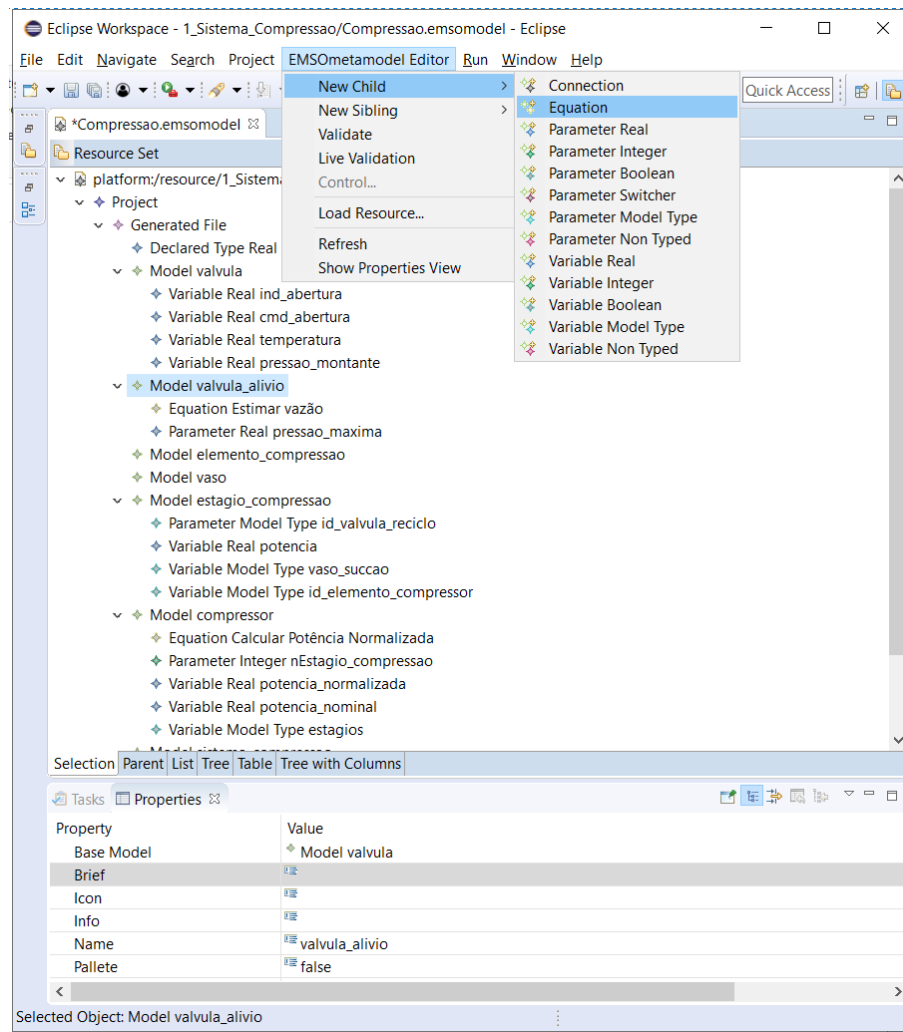 Eclipse Workspace - 1_Sistema_Compressao/Compressao.emsomodel - Eclipse
File Edit Navigate Search Project EMSOmetamodel Editor Run Window Help
New Child
New Sibling
Validate
Live Validation
Control...
Load Resource...
Refresh
Show Properties View
Connection
Equation
Parameter Real
Parameter Integer
Parameter Boolean
Parameter Switcher
Parameter Model Type
Parameter Non Typed
Variable Real
Variable Integer
Variable Boolean
Variable Model Type
Variable Non Typed
Quick Access
*Compressao.emsomodel
Resource Set
platform:/resource/1_Sistema
Project
Generated File
Declared Type Real
Model valvula
Variable Real ind_abertura
Variable Real cmd_abertura
Variable Real temperatura
Variable Real pressao_montante
Model valvula_alivio
Equation Estimar vazão
Parameter Real pressao_maxima
Model elemento_compressao
Model vaso
Model estagio_compressao
Parameter Model Type id_valvula_reciclo
Variable Real potencia
Variable Model Type vaso_succao
Variable Model Type id_elemento_compressor
Model compressor
Equation Calcular Potência Normalizada
Parameter Integer nEstagio_compressao
Variable Real potencia_normalizada
Variable Real potencia_nominal
Variable Model Type estagios
Selection Parent List Tree Table Tree with Columns
Tasks Properties
Property Value
Base Model Model valvula
Brief
Icon
Info
Name valvula_alivio
Pallete false
Selected Object: Model valvula_alivio